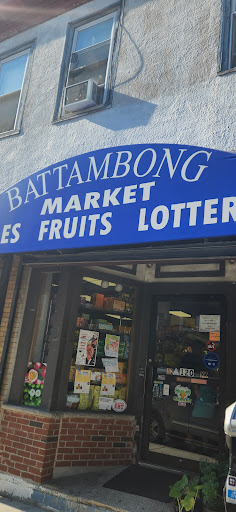 BATTAMBONG
MARKET
ES FRUITS LOTTER
120